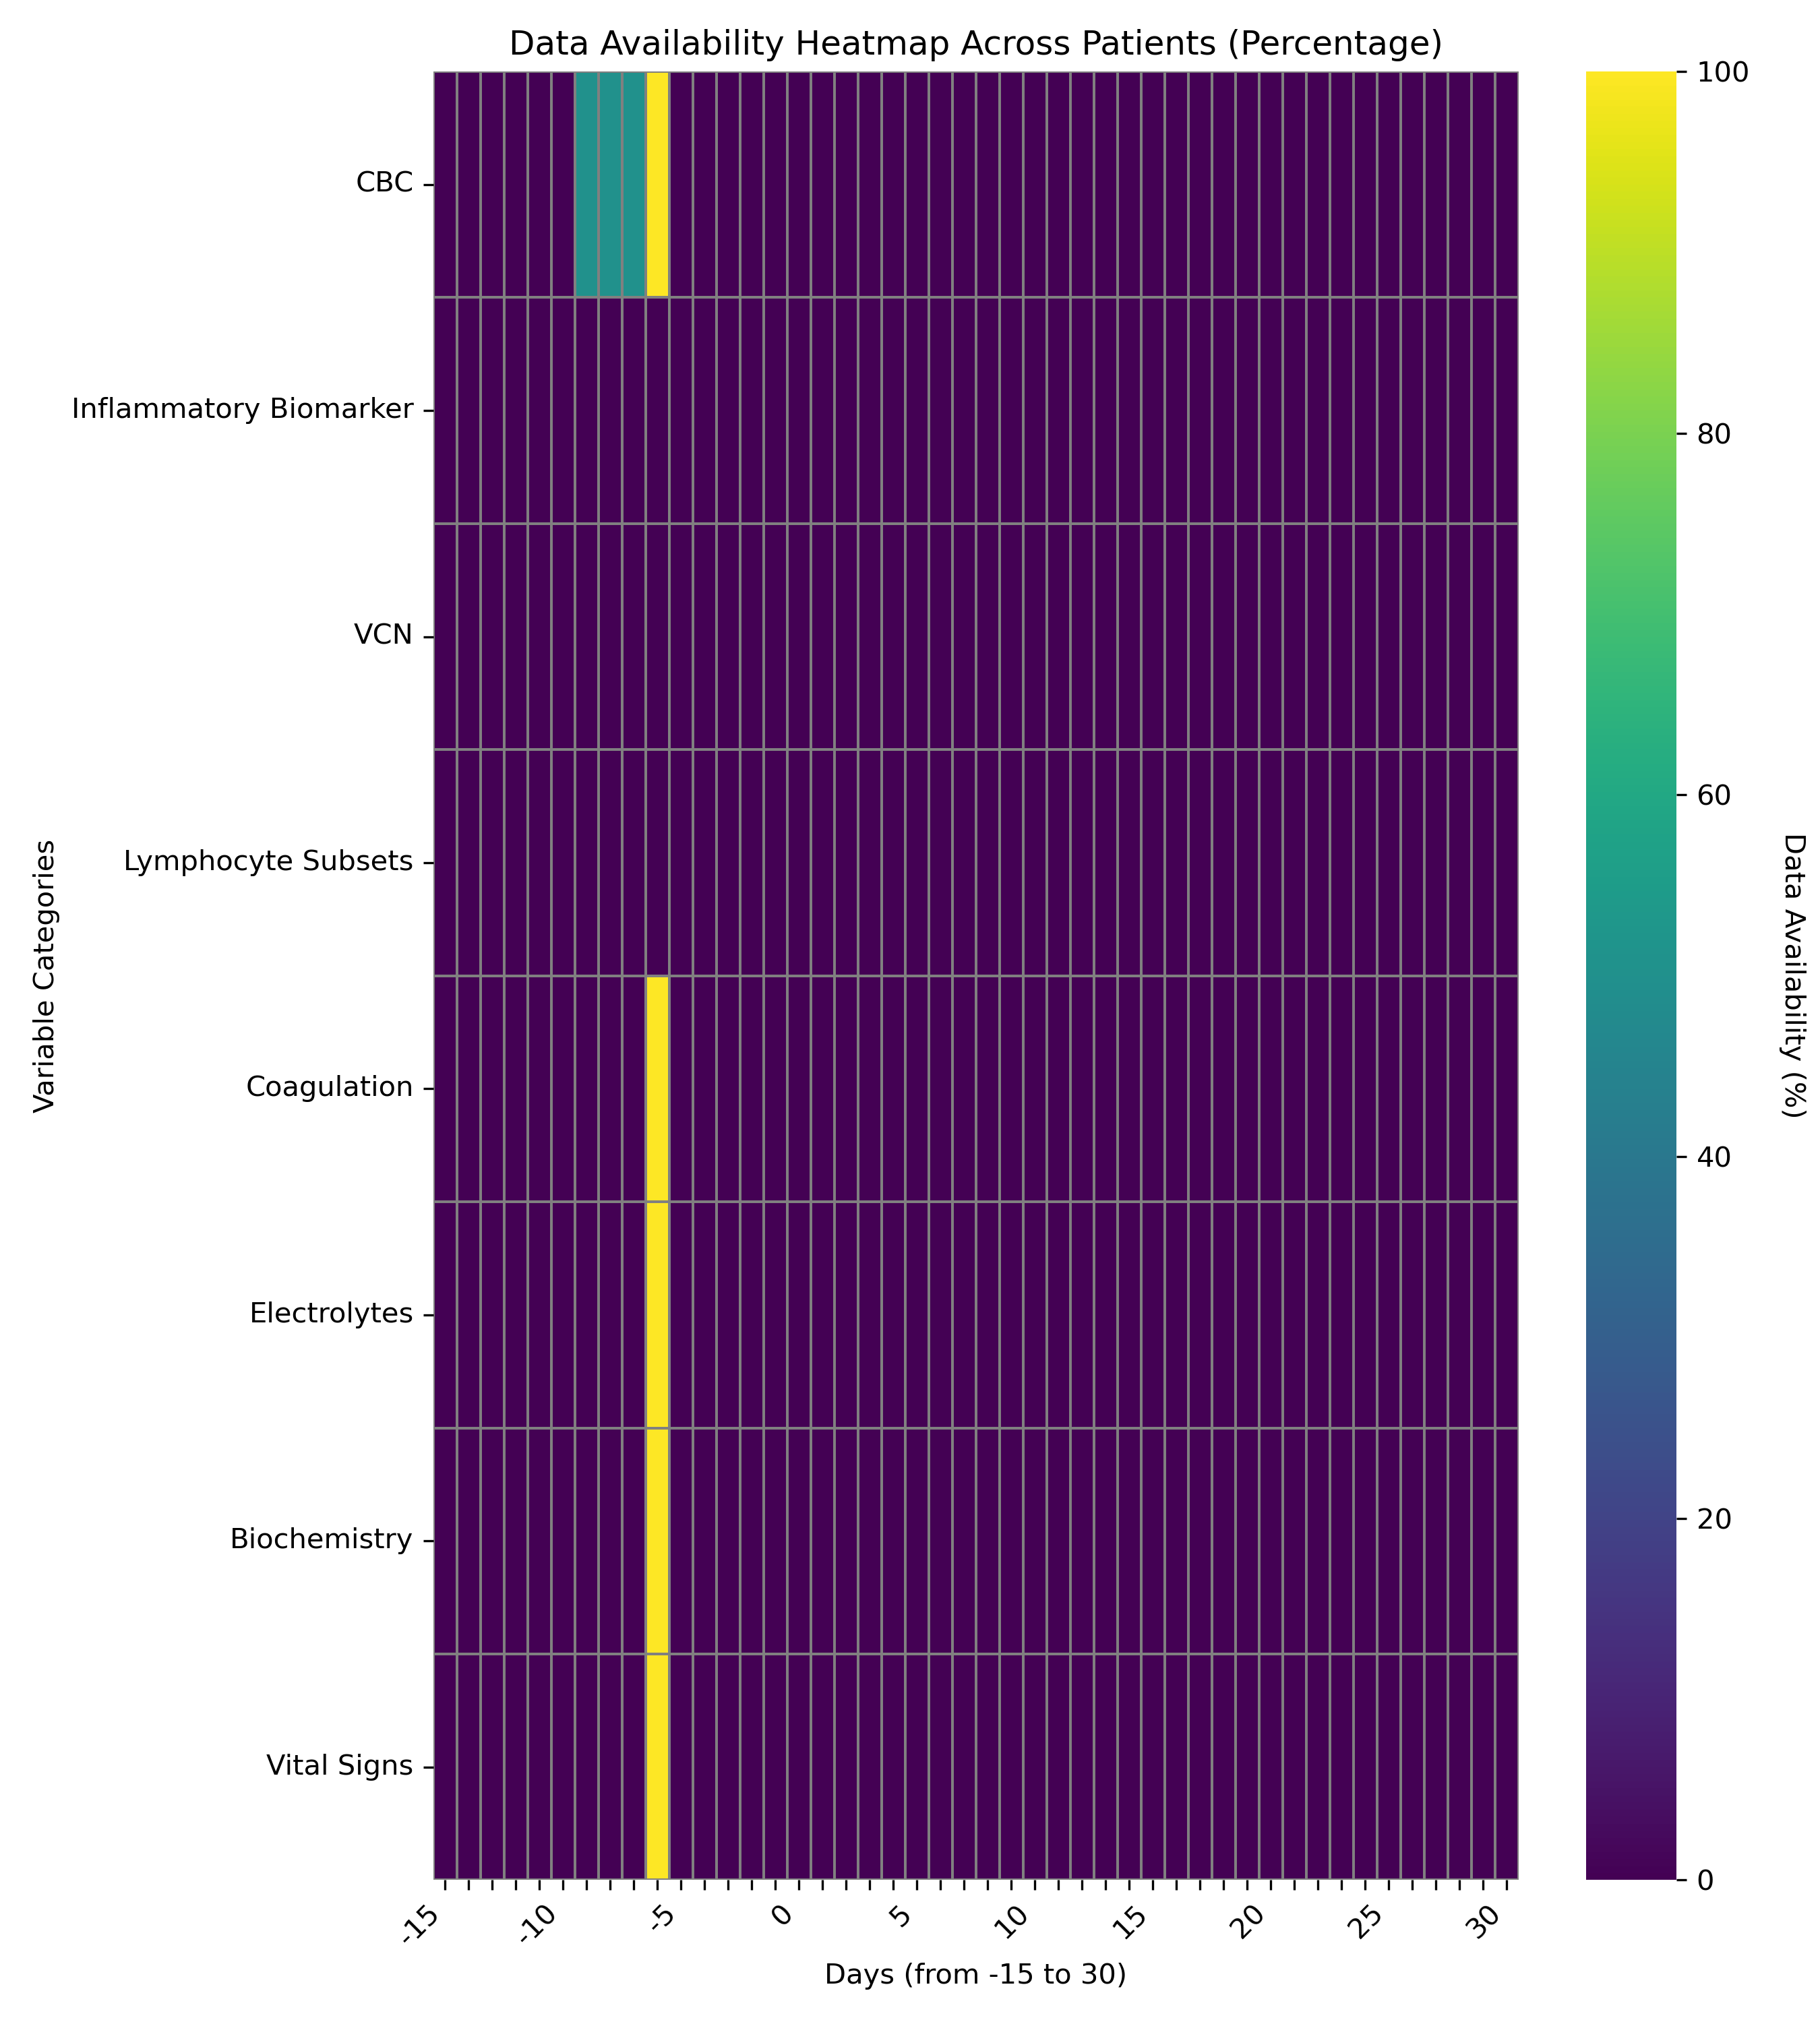 Data Availability Heatmap Across Patients (Percentage)
CBC
Inflammatory Biomarker
VCN
Lymphocyte Subsets
Coagulation
Electrolytes
Biochemistry
Vital Signs
Variable Categories
-15
-10
-5
0
5
10
15
20
25
30
Days (from -15 to 30)
100
80
60
40
20
0
Data Availability (%)